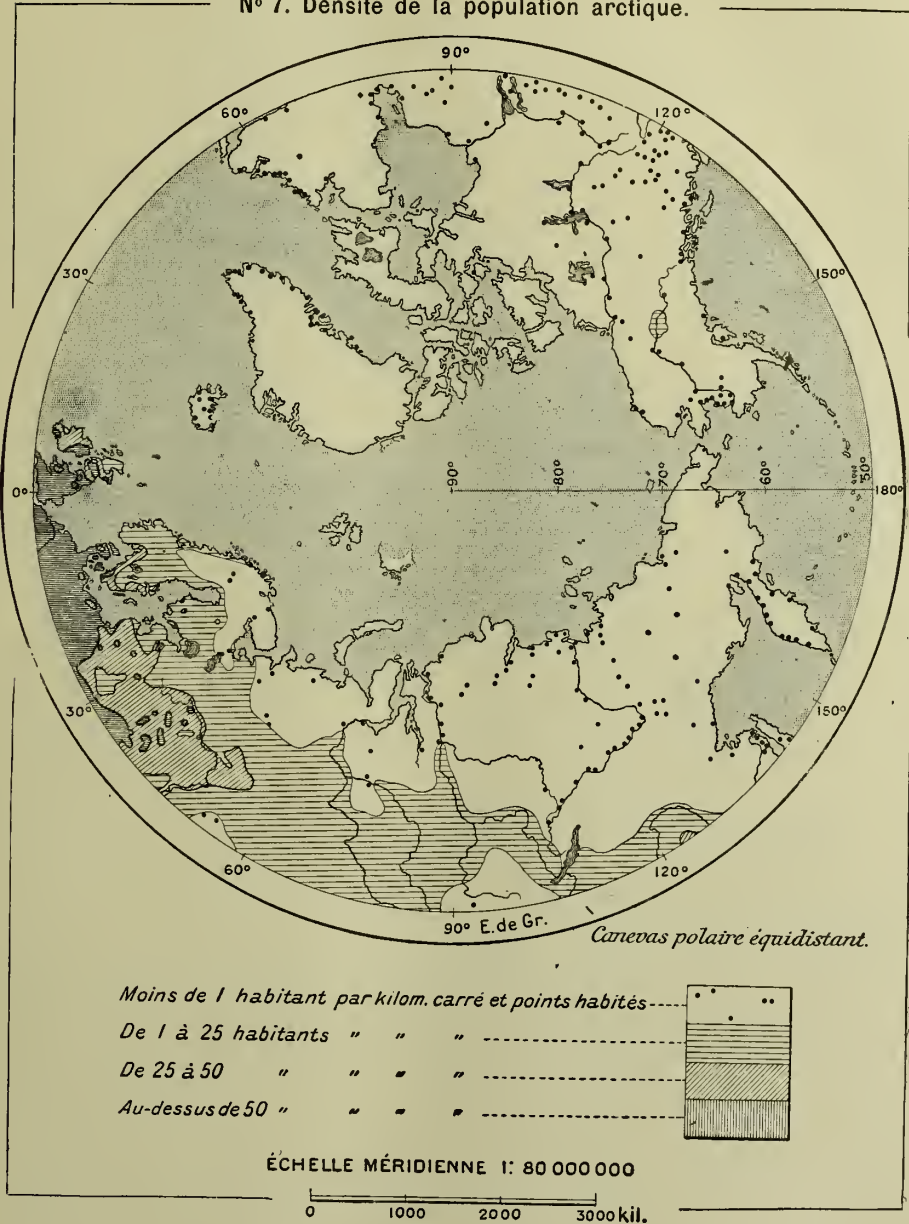 Nº 7. Densité de la population arctique.
90°
60°
120°
30°
150°
0°
90°
80°
70°
60°
50°
180°
30°
150°
60°
120°
90° E. de Gr.
Canevas polaire équidistant.
Moins de 1 habitant par kilom. carré et points habités
De 1 à 25 habitants " " "
De 25 à 50 " " " "
Au-dessus de 50 " " " "
ÉCHELLE MÉRIDIENNE 1: 80 000 000
0 1000 2000 3000 kil.